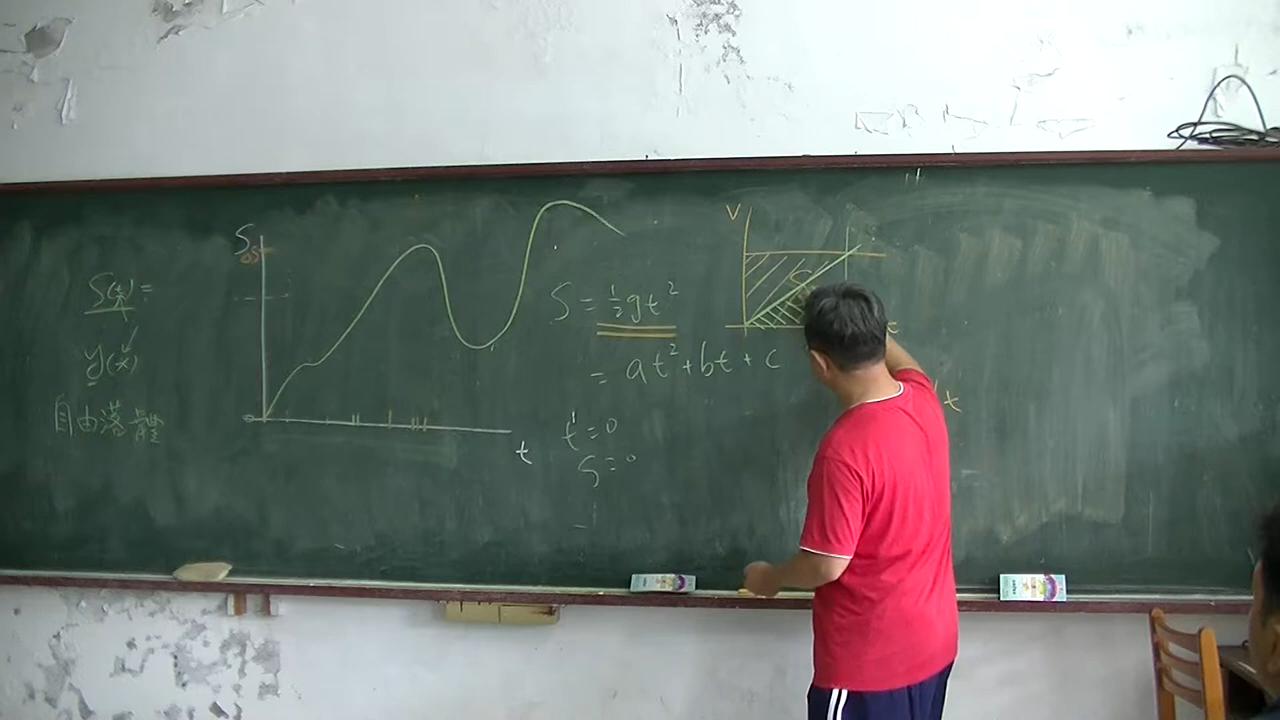 S(t) =
y(x)
自由落體
S
t
S = ½gt²
= at² + bt + c
t = 0
S = 0
V
S
t
t